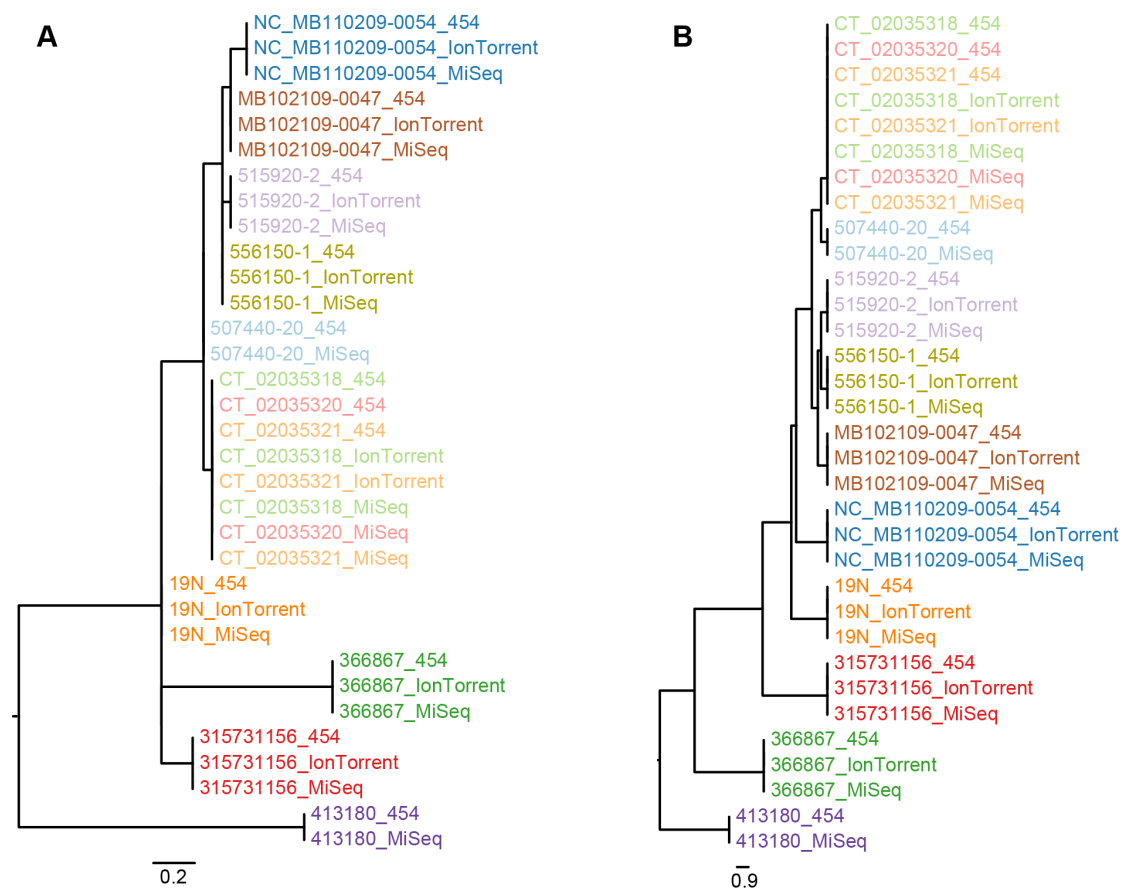 A
NC_MB110209-0054_454
NC_MB110209-0054_IonTorrent
NC_MB110209-0054_MiSeq
MB102109-0047_454
MB102109-0047_IonTorrent
MB102109-0047_MiSeq
515920-2_454
515920-2_IonTorrent
515920-2_MiSeq
556150-1_454
556150-1_IonTorrent
556150-1_MiSeq
507440-20_454
507440-20_MiSeq
CT_02035318_454
CT_02035320_454
CT_02035321_454
CT_02035318_IonTorrent
CT_02035321_IonTorrent
CT_02035318_MiSeq
CT_02035320_MiSeq
CT_02035321_MiSeq
19N_454
19N_IonTorrent
19N_MiSeq
366867_454
366867_IonTorrent
366867_MiSeq
315731156_454
315731156_IonTorrent
315731156_MiSeq
413180_454
413180_MiSeq
0.2
B
CT_02035318_454
CT_02035320_454
CT_02035321_454
CT_02035318_IonTorrent
CT_02035321_IonTorrent
CT_02035318_MiSeq
CT_02035320_MiSeq
CT_02035321_MiSeq
507440-20_454
507440-20_MiSeq
515920-2_454
515920-2_IonTorrent
515920-2_MiSeq
556150-1_454
556150-1_IonTorrent
556150-1_MiSeq
MB102109-0047_454
MB102109-0047_IonTorrent
MB102109-0047_MiSeq
NC_MB110209-0054_454
NC_MB110209-0054_IonTorrent
NC_MB110209-0054_MiSeq
19N_454
19N_IonTorrent
19N_MiSeq
315731156_454
315731156_IonTorrent
315731156_MiSeq
366867_454
366867_IonTorrent
366867_MiSeq
413180_454
413180_MiSeq
0.9